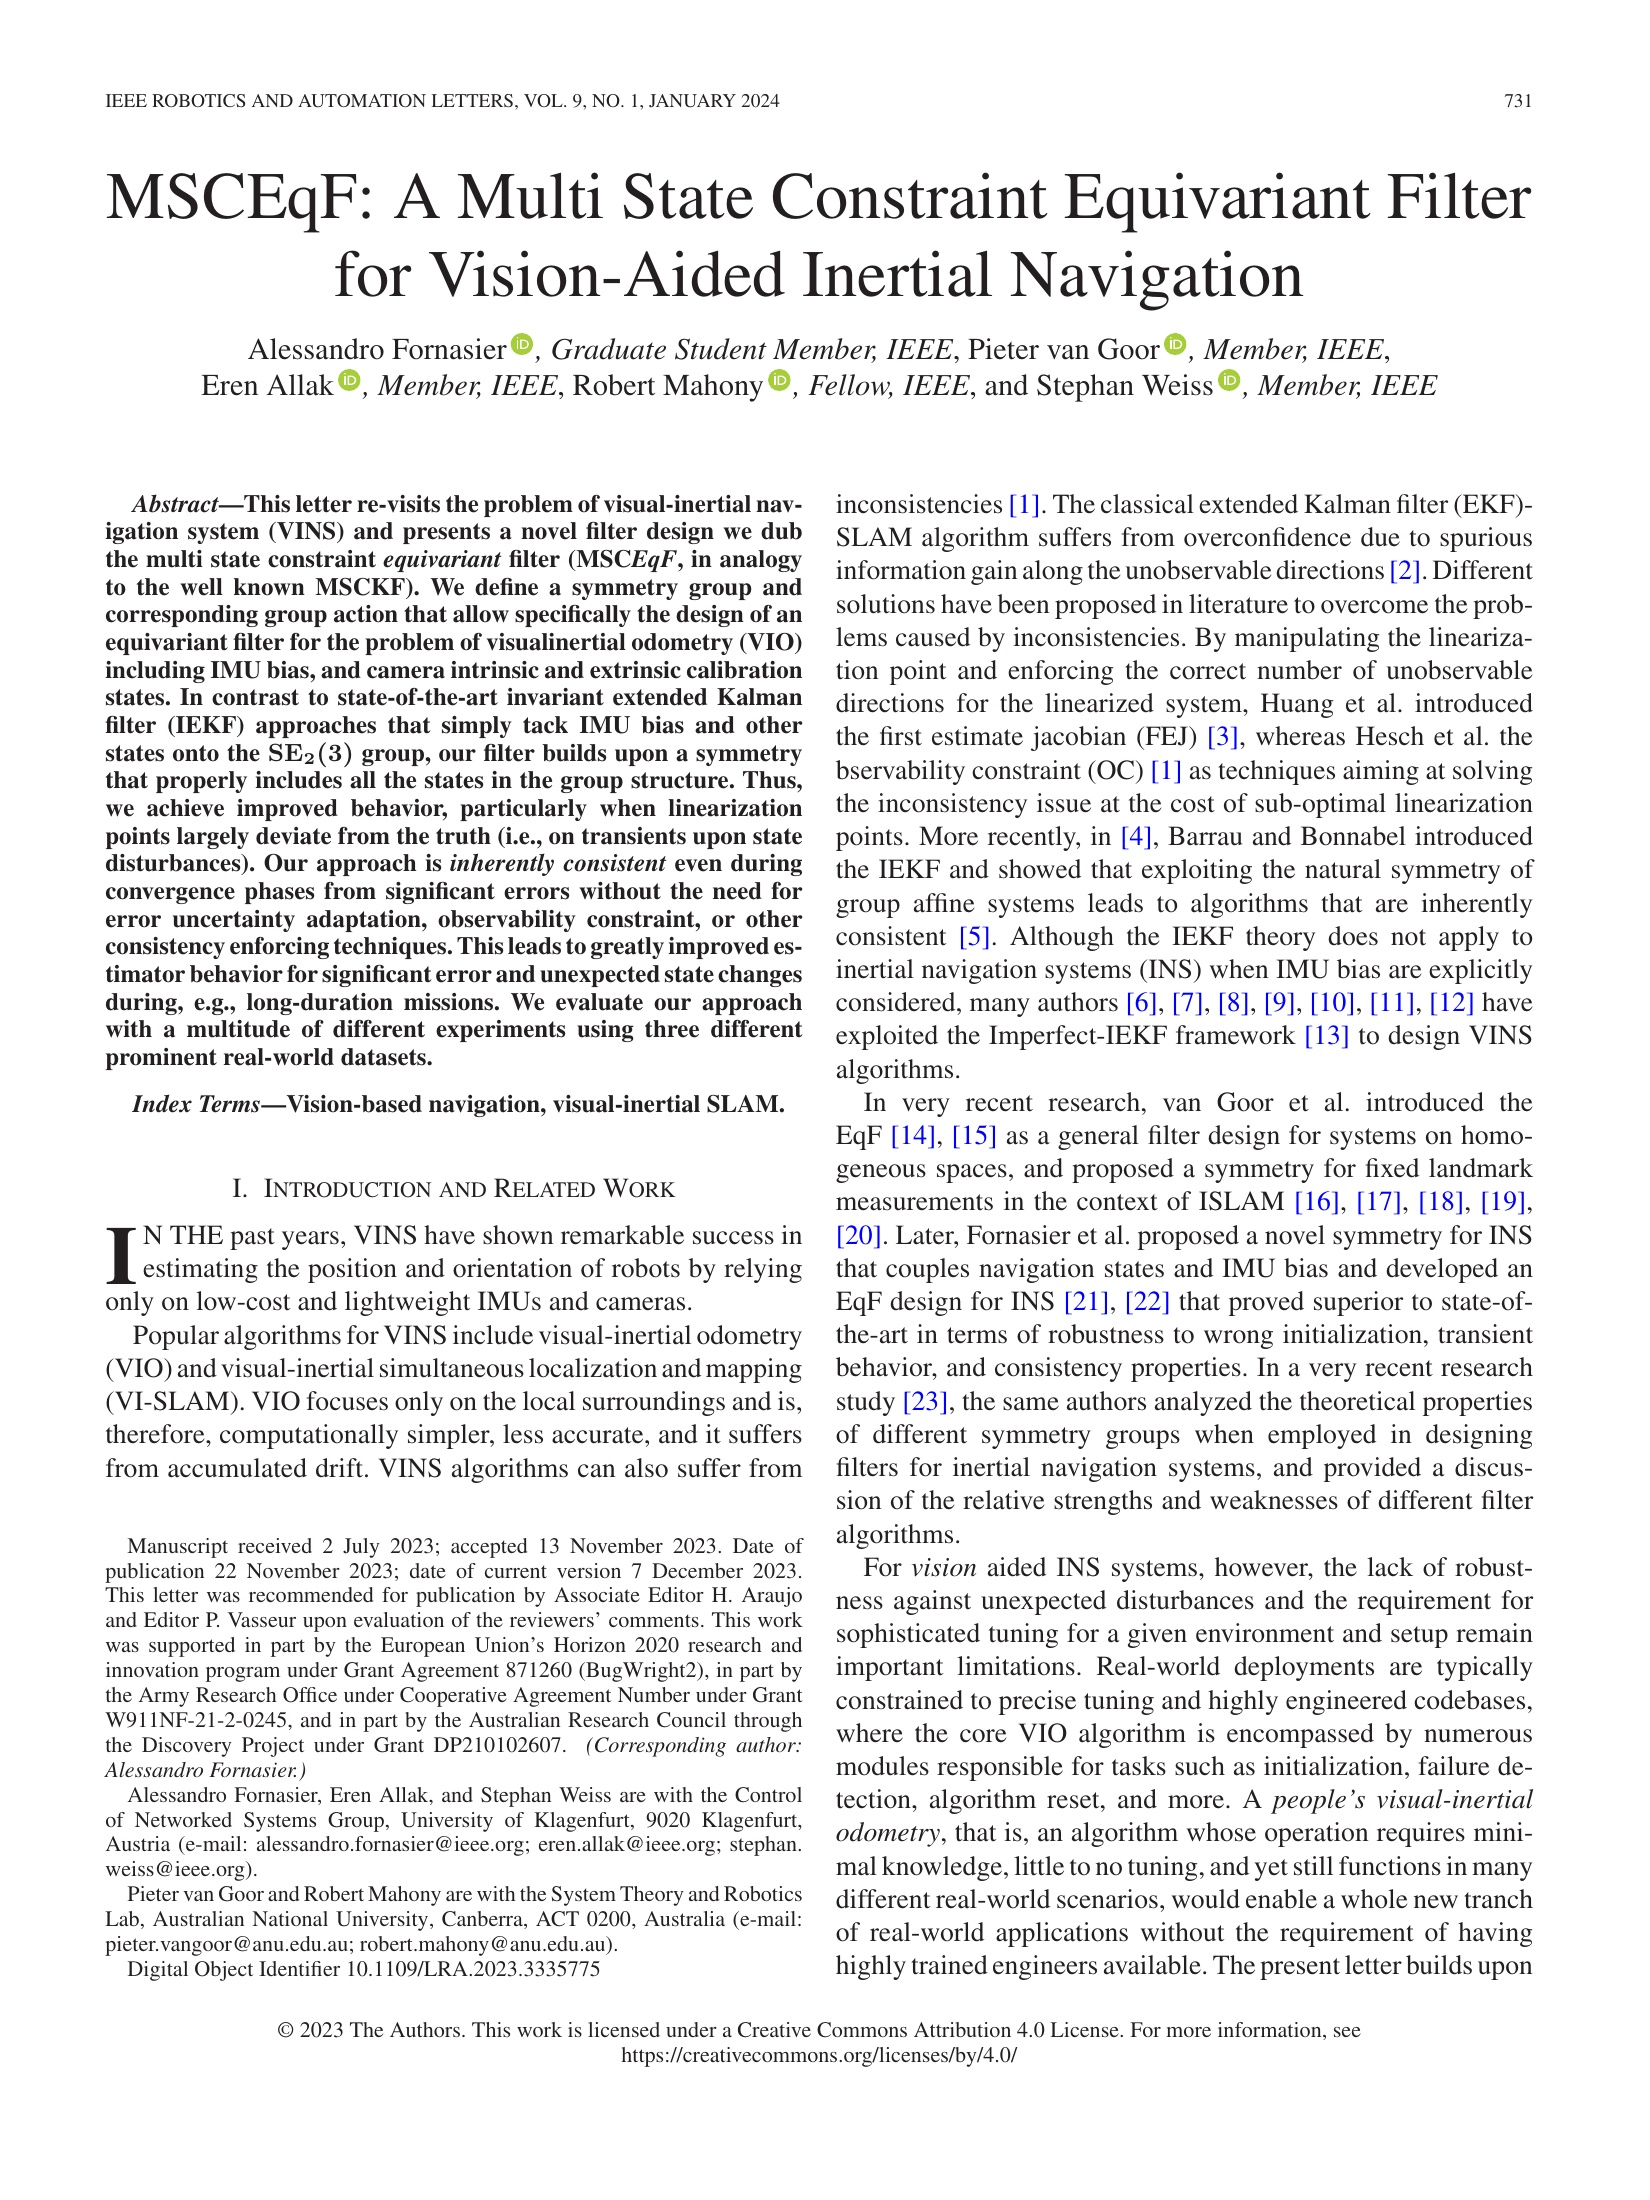 IEEE ROBOTICS AND AUTOMATION LETTERS, VOL. 9, NO. 1, JANUARY 2024 731
MSCEqF: A Multi State Constraint Equivariant Filter
for Vision-Aided Inertial Navigation
Alessandro Fornasier, Graduate Student Member, IEEE, Pieter van Goor, Member, IEEE,
Eren Allak, Member, IEEE, Robert Mahony, Fellow, IEEE, and Stephan Weiss, Member, IEEE
Abstract—This letter re-visits the problem of visual-inertial nav-
igation system (VINS) and presents a novel filter design we dub
the multi state constraint equivariant filter (MSCEqF, in analogy
to the well known MSCKF). We define a symmetry group and
corresponding group action that allow specifically the design of an
equivariant filter for the problem of visualinertial odometry (VIO)
including IMU bias, and camera intrinsic and extrinsic calibration
states. In contrast to state-of-the-art invariant extended Kalman
filter (IEKF) approaches that simply tack IMU bias and other
states onto the SE₂(3) group, our filter builds upon a symmetry
that properly includes all the states in the group structure. Thus,
we achieve improved behavior, particularly when linearization
points largely deviate from the truth (i.e., on transients upon state
disturbances). Our approach is inherently consistent even during
convergence phases from significant errors without the need for
error uncertainty adaptation, observability constraint, or other
consistency enforcing techniques. This leads to greatly improved es-
timator behavior for significant error and unexpected state changes
during, e.g., long-duration missions. We evaluate our approach
with a multitude of different experiments using three different
prominent real-world datasets.
Index Terms—Vision-based navigation, visual-inertial SLAM.
I. INTRODUCTION AND RELATED WORK
IN THE past years, VINS have shown remarkable success in
estimating the position and orientation of robots by relying
only on low-cost and lightweight IMUs and cameras.
Popular algorithms for VINS include visual-inertial odometry
(VIO) and visual-inertial simultaneous localization and mapping
(VI-SLAM). VIO focuses only on the local surroundings and is,
therefore, computationally simpler, less accurate, and it suffers
from accumulated drift. VINS algorithms can also suffer from
Manuscript received 2 July 2023; accepted 13 November 2023. Date of
publication 22 November 2023; date of current version 7 December 2023.
This letter was recommended for publication by Associate Editor H. Araujo
and Editor P. Vasseur upon evaluation of the reviewers' comments. This work
was supported in part by the European Union's Horizon 2020 research and
innovation program under Grant Agreement 871260 (BugWright2), in part by
the Army Research Office under Cooperative Agreement Number under Grant
W911NF-21-2-0245, and in part by the Australian Research Council through
the Discovery Project under Grant DP210102607. (Corresponding author:
Alessandro Fornasier.)
Alessandro Fornasier, Eren Allak, and Stephan Weiss are with the Control
of Networked Systems Group, University of Klagenfurt, 9020 Klagenfurt,
Austria (e-mail: alessandro.fornasier@ieee.org; eren.allak@ieee.org; stephan.
weiss@ieee.org).
Pieter van Goor and Robert Mahony are with the System Theory and Robotics
Lab, Australian National University, Canberra, ACT 0200, Australia (e-mail:
pieter.vangoor@anu.edu.au; robert.mahony@anu.edu.au).
Digital Object Identifier 10.1109/LRA.2023.3335775
inconsistencies [1]. The classical extended Kalman filter (EKF)-
SLAM algorithm suffers from overconfidence due to spurious
information gain along the unobservable directions [2]. Different
solutions have been proposed in literature to overcome the prob-
lems caused by inconsistencies. By manipulating the lineariza-
tion point and enforcing the correct number of unobservable
directions for the linearized system, Huang et al. introduced
the first estimate jacobian (FEJ) [3], whereas Hesch et al. the
bservability constraint (OC) [1] as techniques aiming at solving
the inconsistency issue at the cost of sub-optimal linearization
points. More recently, in [4], Barrau and Bonnabel introduced
the IEKF and showed that exploiting the natural symmetry of
group affine systems leads to algorithms that are inherently
consistent [5]. Although the IEKF theory does not apply to
inertial navigation systems (INS) when IMU bias are explicitly
considered, many authors [6], [7], [8], [9], [10], [11], [12] have
exploited the Imperfect-IEKF framework [13] to design VINS
algorithms.
In very recent research, van Goor et al. introduced the
EqF [14], [15] as a general filter design for systems on homo-
geneous spaces, and proposed a symmetry for fixed landmark
measurements in the context of ISLAM [16], [17], [18], [19],
[20]. Later, Fornasier et al. proposed a novel symmetry for INS
that couples navigation states and IMU bias and developed an
EqF design for INS [21], [22] that proved superior to state-of-
the-art in terms of robustness to wrong initialization, transient
behavior, and consistency properties. In a very recent research
study [23], the same authors analyzed the theoretical properties
of different symmetry groups when employed in designing
filters for inertial navigation systems, and provided a discus-
sion of the relative strengths and weaknesses of different filter
algorithms.
For vision aided INS systems, however, the lack of robust-
ness against unexpected disturbances and the requirement for
sophisticated tuning for a given environment and setup remain
important limitations. Real-world deployments are typically
constrained to precise tuning and highly engineered codebases,
where the core VIO algorithm is encompassed by numerous
modules responsible for tasks such as initialization, failure de-
tection, algorithm reset, and more. A people's visual-inertial
odometry, that is, an algorithm whose operation requires mini-
mal knowledge, little to no tuning, and yet still functions in many
different real-world scenarios, would enable a whole new tranch
of real-world applications without the requirement of having
highly trained engineers available. The present letter builds upon
© 2023 The Authors. This work is licensed under a Creative Commons Attribution 4.0 License. For more information, see
https://creativecommons.org/licenses/by/4.0/